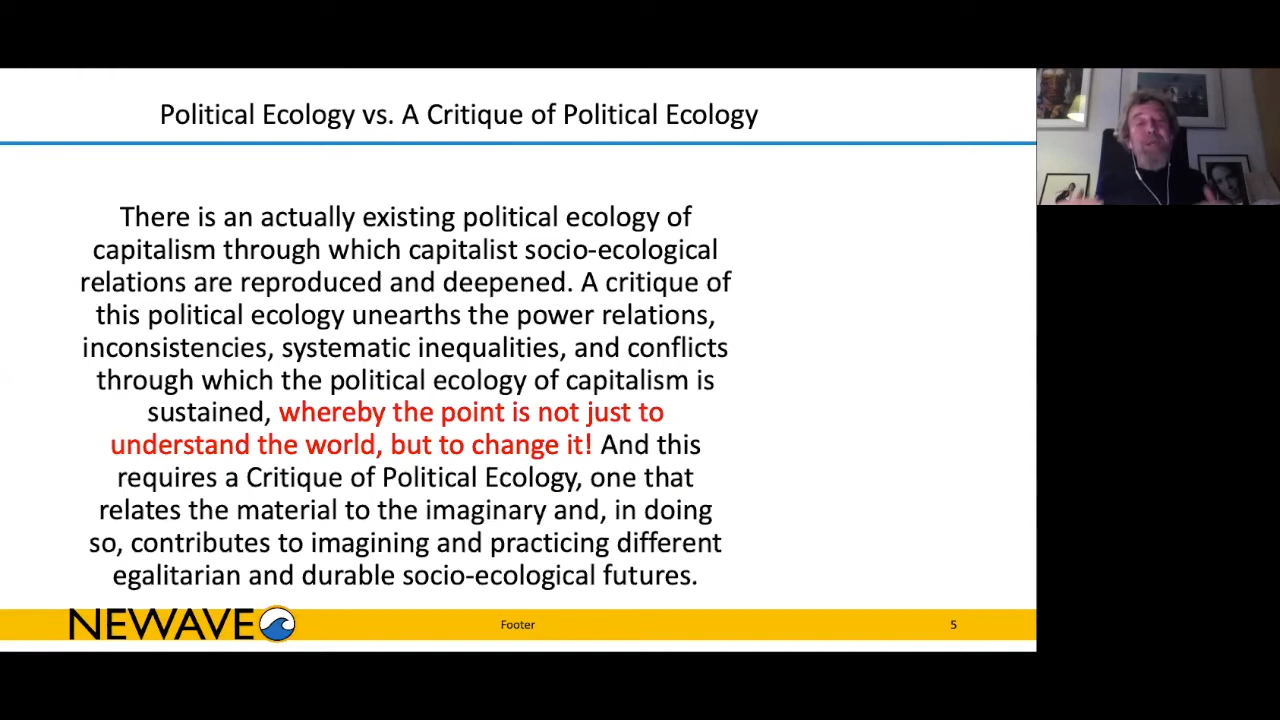 Political Ecology vs. A Critique of Political Ecology
There is an actually existing political ecology of
capitalism through which capitalist socio-ecological
relations are reproduced and deepened. A critique of
this political ecology unearths the power relations,
inconsistencies, systematic inequalities, and conflicts
through which the political ecology of capitalism is
sustained, whereby the point is not just to
understand the world, but to change it! And this
requires a Critique of Political Ecology, one that
relates the material to the imaginary and, in doing
so, contributes to imagining and practicing different
egalitarian and durable socio-ecological futures.
NEWAVE
Footer
5